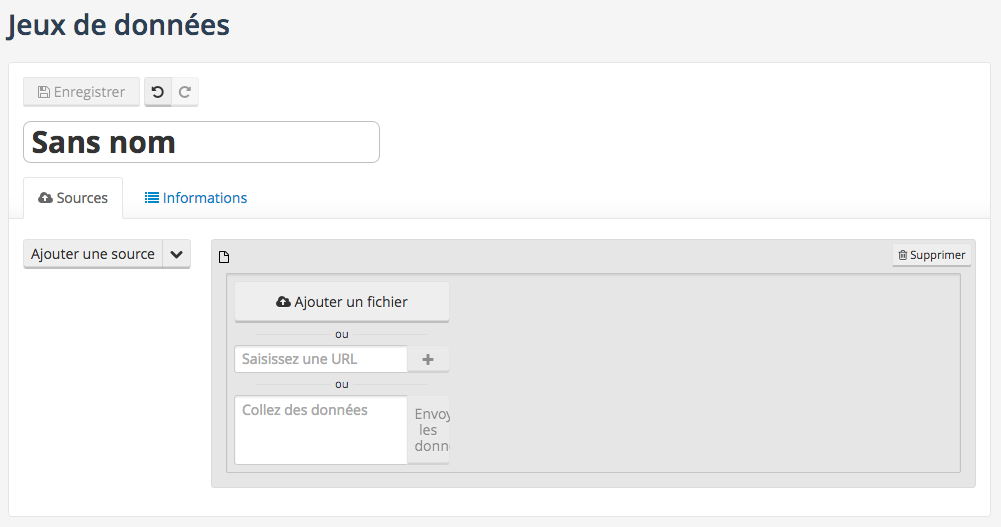 Jeux de données
Enregistrer
Sans nom
Sources
Informations
Ajouter une source
Supprimer
Ajouter un fichier
ou
Saisissez une URL
ou
Collez des données
Envoy
les
donn